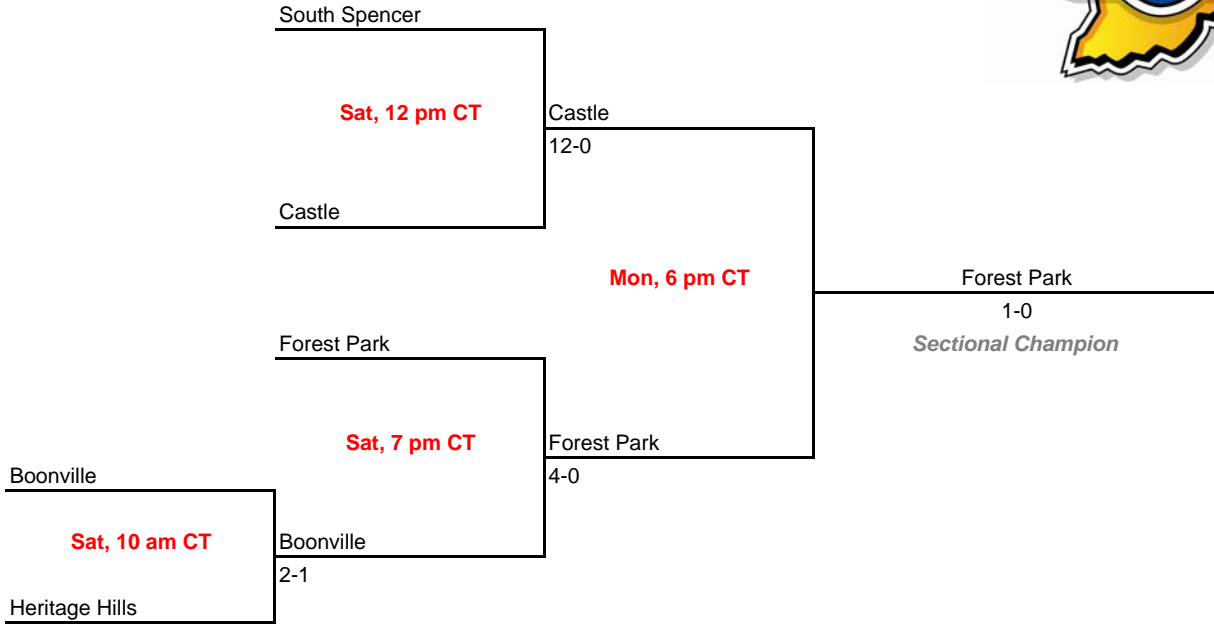 South Spencer
Sat, 12 pm CT
Castle
12-0
Castle
Mon, 6 pm CT
Forest Park
1-0
Sectional Champion
Forest Park
Sat, 7 pm CT
Forest Park
4-0
Boonville
Sat, 10 am CT
Boonville
2-1
Heritage Hills